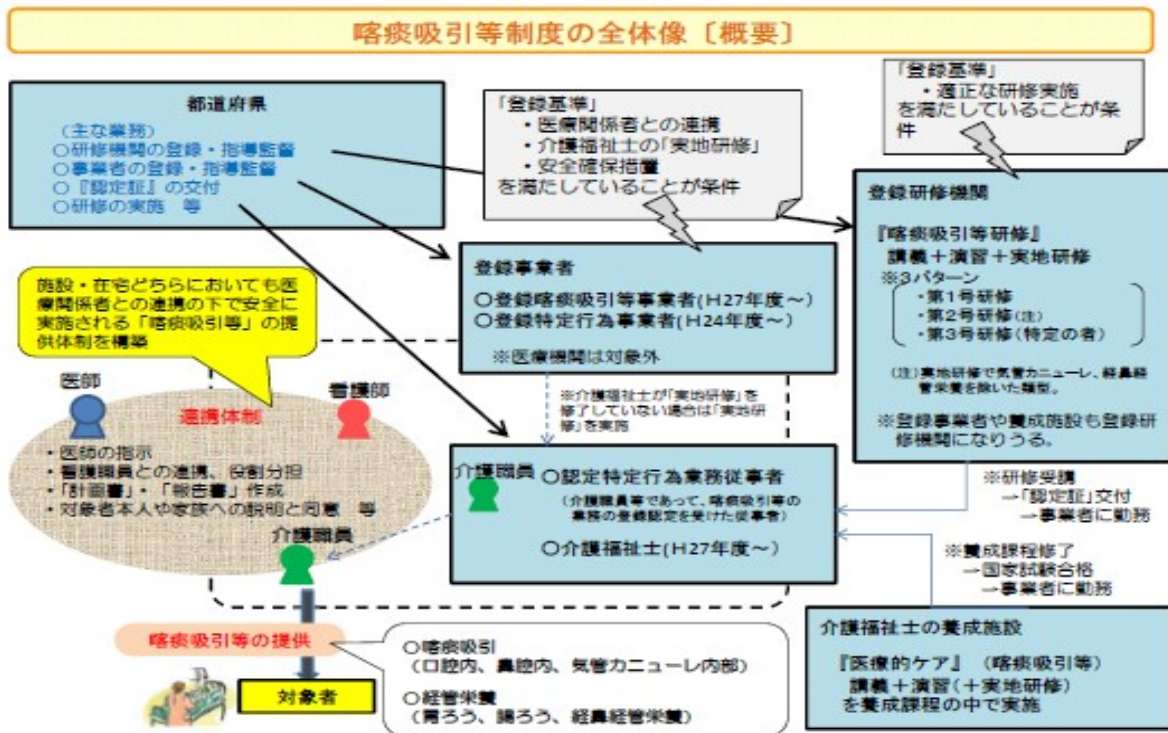 喀痰吸引等制度の全体像〔概要〕
都道府県
(主な業務)
○研修機関の登録・指導監督
○事業者の登録・指導監督
○『認定証』の交付
○研修の実施 等
「登録基準」
・医療関係者との連携
・介護福祉士の「実地研修」
・安全確保措置
を満たしていることが条件
「登録基準」
・適正な研修実施
を満たしていることが条
件
登録研修機関
『喀痰吸引等研修』
講義+演習+実地研修
※3パターン
・第1号研修
・第2号研修(注)
・第3号研修(特定の者)
(注)実地研修で気管カニューレ、経鼻経
管栄養を除いた類型。
※登録事業者や養成施設も登録研
修機関になりうる。
登録事業者
○登録喀痰吸引等事業者(H27年度~)
○登録特定行為事業者(H24年度~)
※医療機関は対象外
施設・在宅どちらにおいても医
療関係者との連携の下で安全に
実施される「喀痰吸引等」の提
供体制を構築
医師
看護師
連携体制
・医師の指示
・看護職員との連携、役割分担
・「計画書」・「報告書」作成
・対象者本人や家族への説明と同意 等
介護職員
※介護福祉士が「実地研修」を
修了していない場合は「実地研
修」を実施
介護職員
○認定特定行為業務従事者
(介護職員等であって、喀痰吸引等の
業務の登録認定を受けた従事者)
○介護福祉士(H27年度~)
※研修受講
→「認定証」交付
→事業者に勤務
※養成課程修了
→国家試験合格
→事業者に勤務
喀痰吸引等の提供
対象者
○喀痰吸引
(口腔内、鼻腔内、気管カニューレ内部)
○経管栄養
(胃ろう、腸ろう、経鼻経管栄養)
介護福祉士の養成施設
『医療的ケア』 (喀痰吸引等)
講義+演習(+実地研修)
を養成課程の中で実施